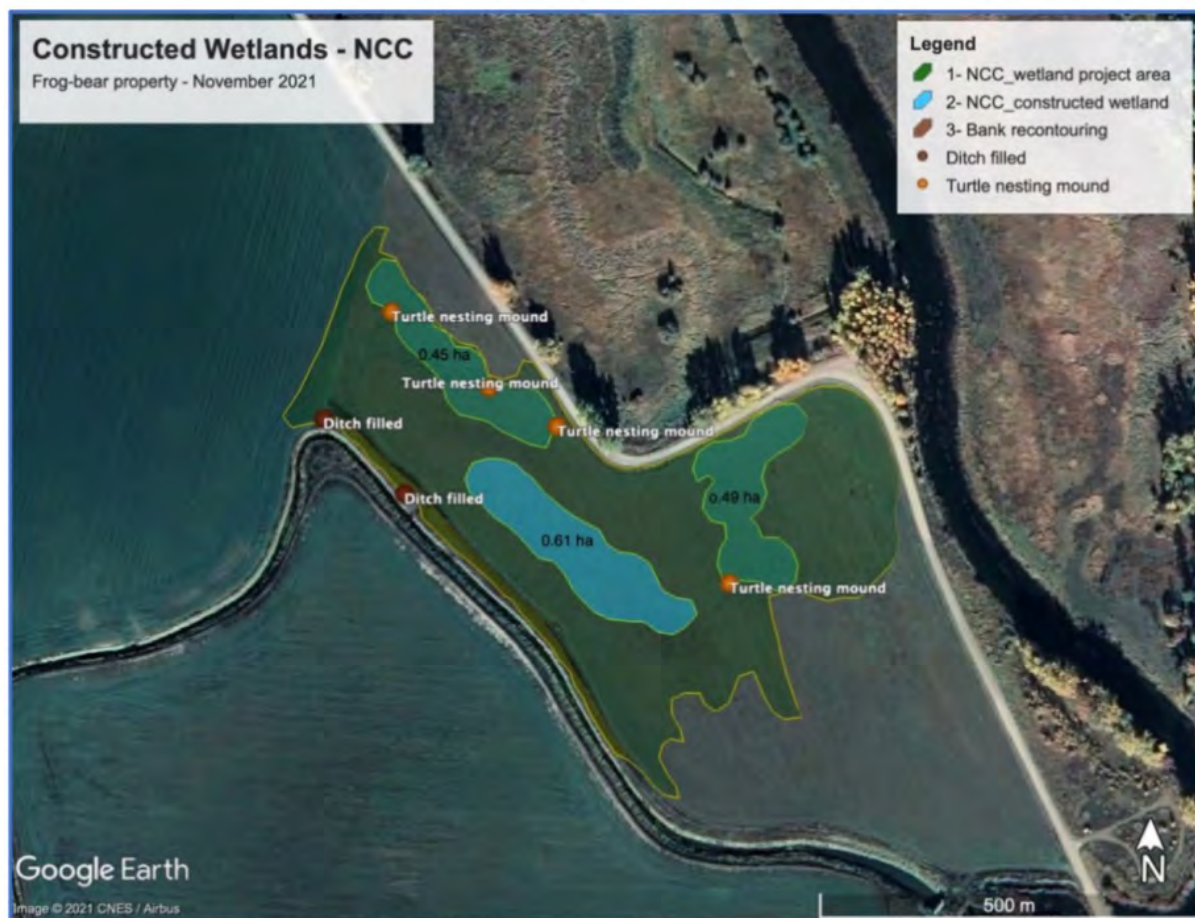 Constructed Wetlands - NCC
Frog-bear property - November 2021
Legend
1- NCC_wetland project area
2- NCC_constructed wetland
3- Bank recontouring
Ditch filled
Turtle nesting mound
Turtle nesting mound
0.45 ha
Turtle nesting mound
Ditch filled
Turtle nesting mound
Ditch filled
0.49 ha
0.61 ha
Turtle nesting mound
Google Earth
N
Image © 2021 CNES / Airbus
500 m